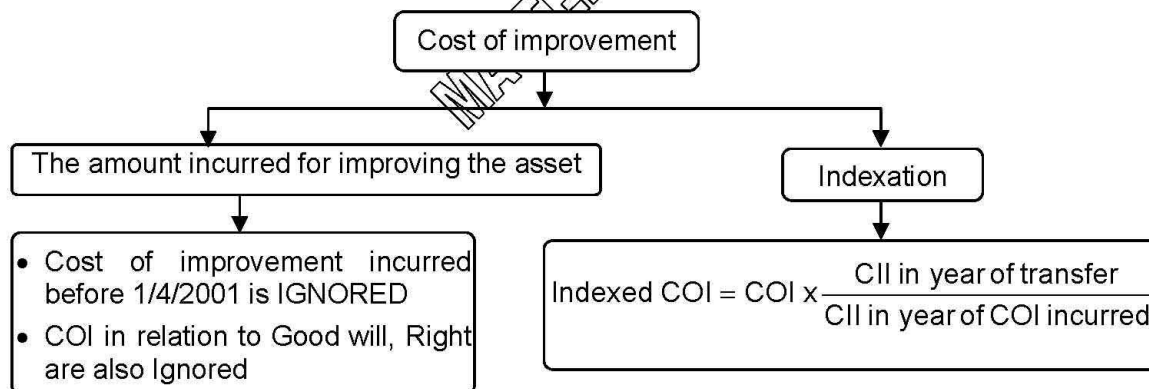 Cost of improvement
The amount incurred for improving the asset
Indexation
• Cost of improvement incurred
before 1/4/2001 is IGNORED
• COI in relation to Good will, Right
are also Ignored
Indexed COI = COI x CII in year of transfer
CII in year of COI incurred